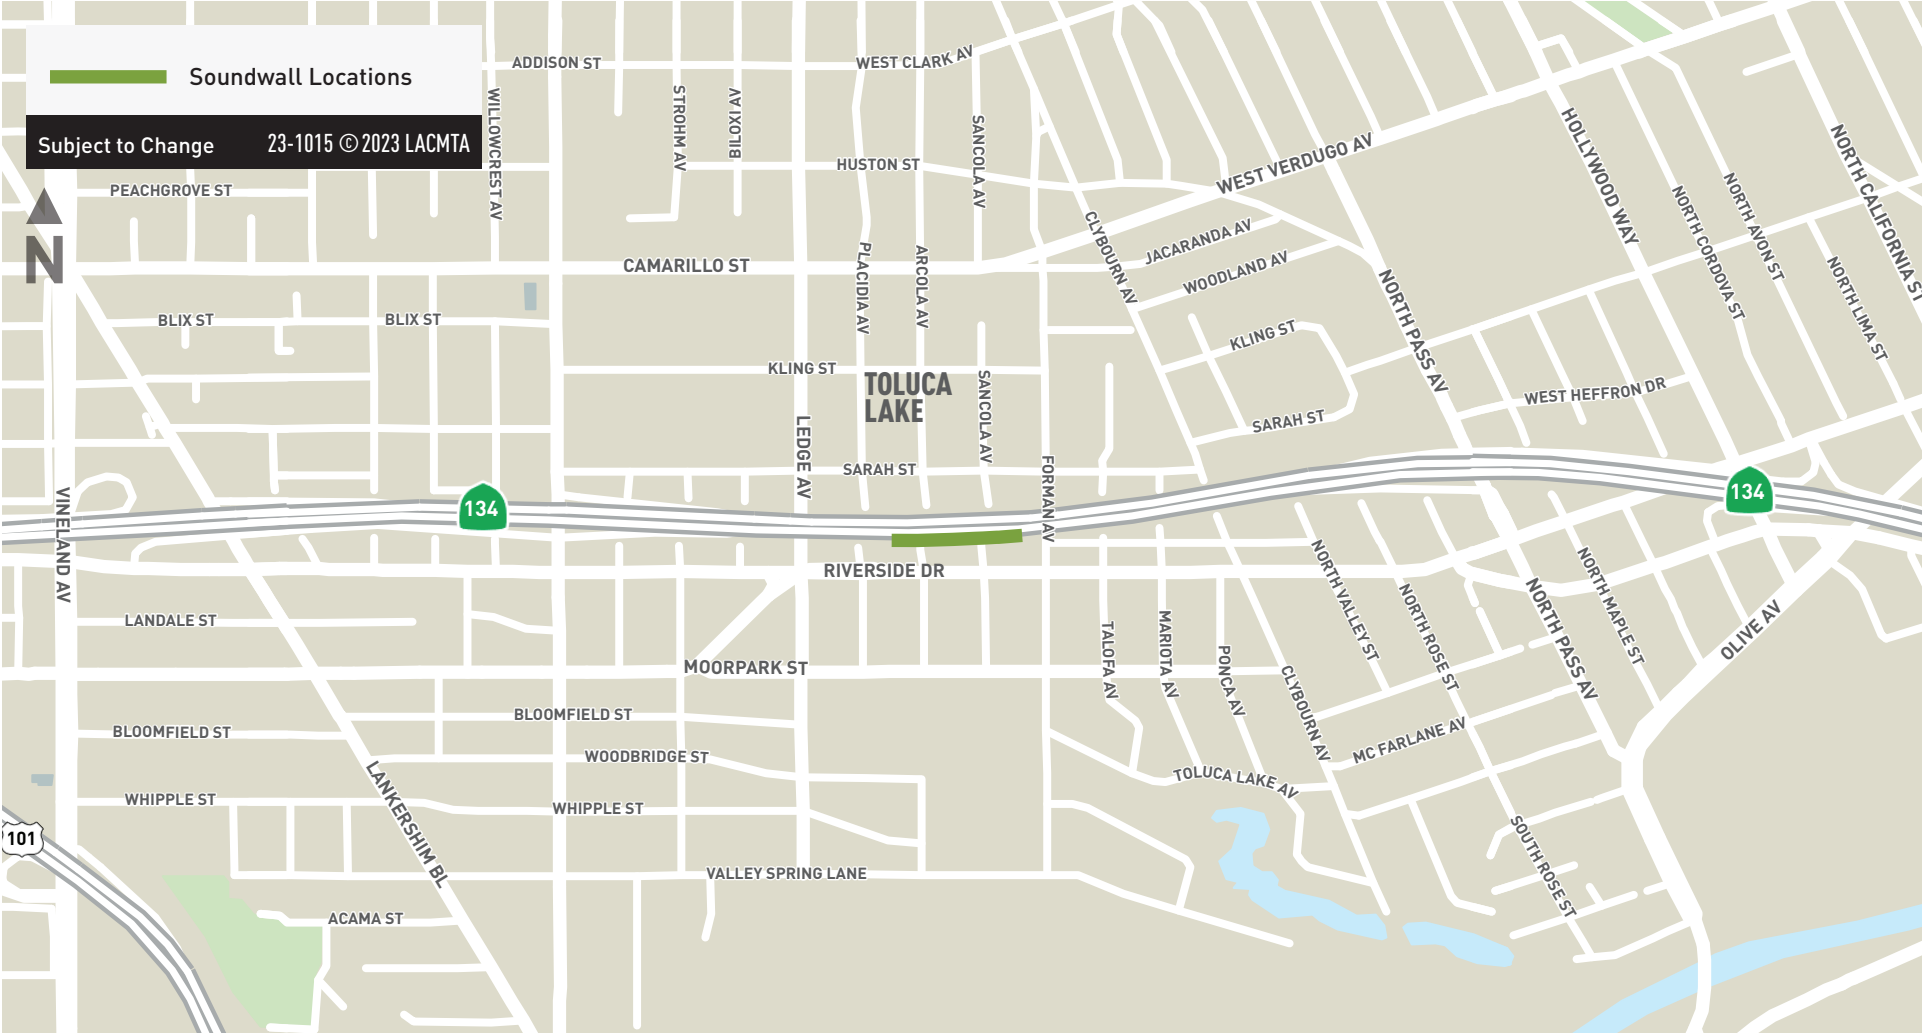 Soundwall Locations
Subject to Change 23-1015 © 2023 LACMTA
N
ADDISON ST
WEST CLARK AV
WILLOWCREST AV
STROHM AV
BILOXI AV
SANCOLA AV
HUSTON ST
PEACHGROVE ST
WEST VERDUGO AV
HOLLYWOOD WAY
NORTH CALIFORNIA ST
NORTH CORDOVA ST
NORTH AVON ST
NORTH LIMA ST
CLYBOURN AV
JACARANDA AV
WOODLAND AV
CAMARILLO ST
PLACIDIA AV
ARCOLA AV
NORTH PASS AV
BLIX ST
BLIX ST
KLING ST
KLING ST
TOLUCA
LAKE
SANCOLA AV
WEST HEFFRON DR
SARAH ST
LEDGE AV
SARAH ST
FORMAN AV
VINELAND AV
134
134
RIVERSIDE DR
NORTH VALLEY ST
NORTH ROSE ST
NORTH PASS AV
NORTH MAPLE ST
OLIVE AV
LANDALE ST
TALOFA AV
MARIOTA AV
PONCA AV
CLYBOURN AV
MOORPARK ST
BLOOMFIELD ST
BLOOMFIELD ST
MC FARLANE AV
WOODBRIDGE ST
TOLUCA LAKE AV
LANKERSHIM BL
WHIPPLE ST
WHIPPLE ST
101
SOUTH ROSE ST
VALLEY SPRING LANE
ACAMA ST